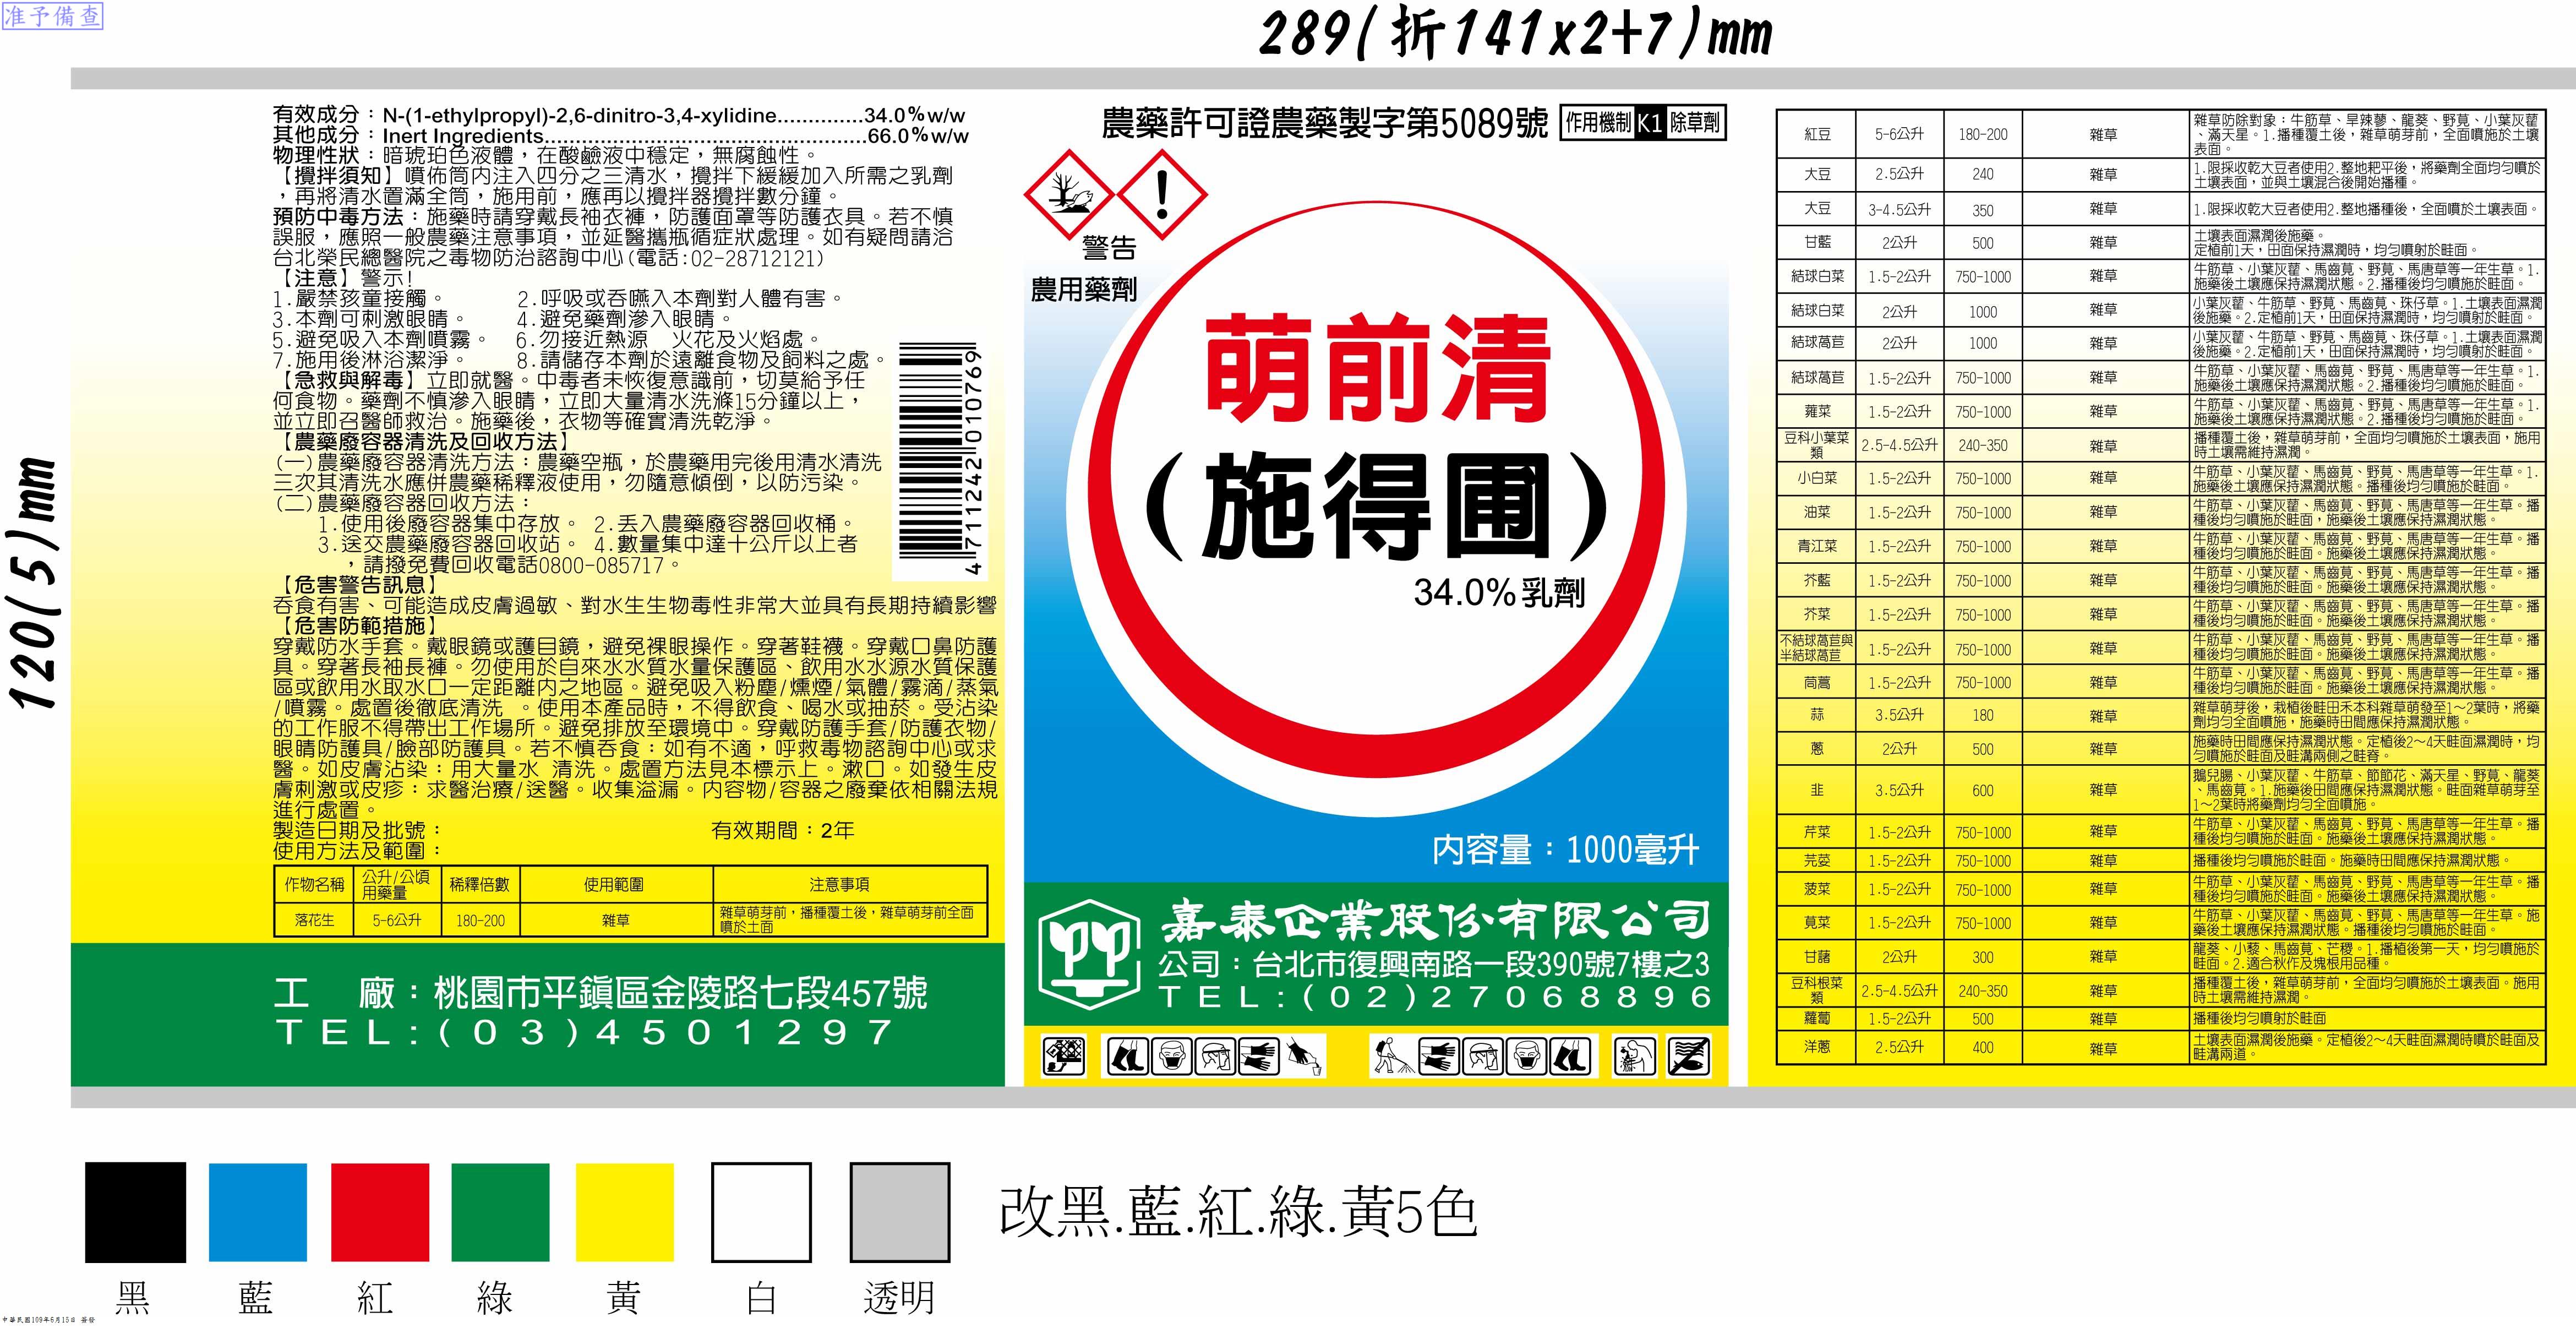 准予備查
289(折141x2+7)mm
120(5)mm
有效成分：N-(1-ethylpropyl)-2,6-dinitro-3,4-xylidine..............34.0%w/w
其他成分：Inert Ingredients.....................................................66.0%w/w
物理性狀：暗琥珀色液體，在酸鹼液中穩定，無腐蝕性。
【攪拌須知】噴佈筒内注入四分之三清水，攪拌下緩緩加入所需之乳劑
，再將清水置滿全筒，施用前，應再以攪拌器攪拌數分鐘。
預防中毒方法：施藥時請穿戴長袖衣褲，防護面罩等防護衣具。若不慎
誤服，應照一般農藥注意事項，並延醫攜瓶循症狀處理。如有疑問請洽
台北榮民總醫院之毒物防治諮詢中心(電話:02-28712121)
【注意】警示!
1.嚴禁孩童接觸。 2.呼吸或吞嚥入本劑對人體有害。
3.本劑可刺激眼睛。 4.避免藥劑滲入眼睛。
5.避免吸入本劑噴霧。 6.勿接近熱源 火花及火焰處。
7.施用後淋浴潔淨。 8.請儲存本劑於遠離食物及飼料之處。
【急救與解毒】立即就醫。中毒者未恢復意識前，切莫給予任
何食物。藥劑不慎滲入眼睛，立即大量清水洗滌15分鐘以上，
並立即召醫師救治。施藥後，衣物等確實清洗乾淨。
【農藥廢容器清洗及回收方法】
(一)農藥廢容器清洗方法：農藥空瓶，於農藥用完後用清水清洗
三次其清洗水應併農藥稀釋液使用，勿隨意傾倒，以防污染。
(二)農藥廢容器回收方法：
1.使用後廢容器集中存放。 2.丟入農藥廢容器回收桶。
3.送交農藥廢容器回收站。 4.數量集中達十公斤以上者
，請撥免費回收電話0800-085717。
4 711242 010769
【危害警告訊息】
吞食有害、可能造成皮膚過敏、對水生生物毒性非常大並具有長期持續影響
【危害防範措施】
穿戴防水手套。戴眼鏡或護目鏡，避免裸眼操作。穿著鞋襪。穿戴口鼻防護
具。穿著長袖長褲。勿使用於自來水水質水量保護區、飲用水水源水質保護
區或飲用水取水口一定距離内之地區。避免吸入粉塵/燻煙/氣體/霧滴/蒸氣
/噴霧。處置後徹底清洗 。使用本產品時，不得飲食、喝水或抽菸。受沾染
的工作服不得帶出工作場所。避免排放至環境中。穿戴防護手套/防護衣物/
眼睛防護具/臉部防護具。若不慎吞食：如有不適，呼救毒物諮詢中心或求
醫。如皮膚沾染：用大量水 清洗。處置方法見本標示上。漱口。如發生皮
膚刺激或皮疹：求醫治療/送醫。收集溢漏。内容物/容器之廢棄依相關法規
進行處置。
製造日期及批號： 有效期間：2年
使用方法及範圍：
作物名稱 公升/公頃用藥量 稀釋倍數 使用範圍 注意事項
落花生 5-6公升 180-200 雜草 雜草萌芽前，播種覆土後，雜草萌芽前全面
噴於土面
工 廠：桃園市平鎮區金陵路七段457號
TEL:(03)4501297
農藥許可證農藥製字第5089號 作用機制 K1 除草劑
警告
農用藥劑
萌前清
(施得圃)
34.0%乳劑
内容量：1000毫升
嘉泰企業股份有限公司
公司：台北市復興南路一段390號7樓之3
TEL:(02)27068896
紅豆 5-6公升 180-200 雜草 雜草防除對象：牛筋草、旱辣蓼、龍葵、野莧、小葉灰藋
、滿天星。1.播種覆土後，雜草萌芽前，全面噴施於土壤
表面。
大豆 2.5公升 240 雜草 1.限採收乾大豆者使用2.整地耙平後，將藥劑全面均勻噴於
土壤表面，並與土壤混合後開始播種。
大豆 3-4.5公升 350 雜草 1.限採收乾大豆者使用2.整地播種後，全面噴於土壤表面。
甘藍 2公升 500 雜草 土壤表面濕潤後施藥。
定植前1天，田面保持濕潤時，均勻噴射於畦面。
結球白菜 1.5-2公升 750-1000 雜草 牛筋草、小葉灰藋、馬齒莧、野莧、馬唐草等一年生草。1.
施藥後土壤應保持濕潤狀態。2.播種後均勻噴施於畦面。
結球白菜 2公升 1000 雜草 小葉灰藋、牛筋草、野莧、馬齒莧、珠仔草。1.土壤表面濕潤
後施藥。2.定植前1天，田面保持濕潤時，均勻噴射於畦面。
結球萵苣 2公升 1000 雜草 小葉灰藋、牛筋草、野莧、馬齒莧、珠仔草。1.土壤表面濕潤
後施藥。2.定植前1天，田面保持濕潤時，均勻噴射於畦面。
結球萵苣 1.5-2公升 750-1000 雜草 牛筋草、小葉灰藋、馬齒莧、野莧、馬唐草等一年生草。1.
施藥後土壤應保持濕潤狀態。2.播種後均勻噴施於畦面。
蕹菜 1.5-2公升 750-1000 雜草 牛筋草、小葉灰藋、馬齒莧、野莧、馬唐草等一年生草。1.
施藥後土壤應保持濕潤狀態。2.播種後均勻噴施於畦面。
豆科小葉菜類 2.5-4.5公升 240-350 雜草 播種覆土後，雜草萌芽前，全面均勻噴施於土壤表面，施用
時土壤需維持濕潤。
小白菜 1.5-2公升 750-1000 雜草 牛筋草、小葉灰藋、馬齒莧、野莧、馬唐草等一年生草。1.
施藥後土壤應保持濕潤狀態。播種後均勻噴施於畦面。
油菜 1.5-2公升 750-1000 雜草 牛筋草、小葉灰藋、馬齒莧、野莧、馬唐草等一年生草。播
種後均勻噴施於畦面，施藥後土壤應保持濕潤狀態。
青江菜 1.5-2公升 750-1000 雜草 牛筋草、小葉灰藋、馬齒莧、野莧、馬唐草等一年生草。播
種後均勻噴施於畦面。施藥後土壤應保持濕潤狀態。
芥藍 1.5-2公升 750-1000 雜草 牛筋草、小葉灰藋、馬齒莧、野莧、馬唐草等一年生草。播
種後均勻噴施於畦面。施藥後土壤應保持濕潤狀態。
芥菜 1.5-2公升 750-1000 雜草 牛筋草、小葉灰藋、馬齒莧、野莧、馬唐草等一年生草。播
種後均勻噴施於畦面。施藥後土壤應保持濕潤狀態。
不結球萵苣與半結球萵苣 1.5-2公升 750-1000 雜草 牛筋草、小葉灰藋、馬齒莧、野莧、馬唐草等一年生草。播
種後均勻噴施於畦面。施藥後土壤應保持濕潤狀態。
茼蒿 1.5-2公升 750-1000 雜草 牛筋草、小葉灰藋、馬齒莧、野莧、馬唐草等一年生草。播
種後均勻噴施於畦面。施藥後土壤應保持濕潤狀態。
蒜 3.5公升 180 雜草 雜草萌芽後，栽植後畦田禾本科雜草萌發至1～2葉時，將藥
劑均勻全面噴施，施藥時田間應保持濕潤狀態。
蔥 2公升 500 雜草 施藥時田間應保持濕潤狀態。定植後2～4天畦面濕潤時，均
勻噴施於畦面及畦溝兩側之畦脊。
韭 3.5公升 600 雜草 鵝兒腸、小葉灰藋、牛筋草、節節花、滿天星、野莧、龍葵
、馬齒莧。1.施藥後田間應保持濕潤狀態。畦面雜草萌芽至
1～2葉時將藥劑均勻全面噴施。
芹菜 1.5-2公升 750-1000 雜草 牛筋草、小葉灰藋、馬齒莧、野莧、馬唐草等一年生草。播
種後均勻噴施於畦面。施藥後土壤應保持濕潤狀態。
芫荽 1.5-2公升 750-1000 雜草 播種後均勻噴施於畦面。施藥時田間應保持濕潤狀態。
菠菜 1.5-2公升 750-1000 雜草 牛筋草、小葉灰藋、馬齒莧、野莧、馬唐草等一年生草。播
種後均勻噴施於畦面。施藥後土壤應保持濕潤狀態。
莧菜 1.5-2公升 750-1000 雜草 牛筋草、小葉灰藋、馬齒莧、野莧、馬唐草等一年生草。施
藥後土壤應保持濕潤狀態。播種後均勻噴施於畦面。
甘藷 2公升 300 雜草 龍葵、小藜、馬齒莧、芒稷。1.播植後第一天，均勻噴施於
畦面。2.適合秋作及塊根用品種。
豆科根菜類 2.5-4.5公升 240-350 雜草 播種覆土後，雜草萌芽前，全面均勻噴施於土壤表面。施用
時土壤需維持濕潤。
蘿蔔 1.5-2公升 500 雜草 播種後均勻噴射於畦面
洋蔥 2.5公升 400 雜草 土壤表面濕潤後施藥。定植後2～4天畦面濕潤時噴於畦面及
畦溝兩道。
黑 藍 紅 綠 黃 白 透明
改黑.藍.紅.綠.黃5色
中華民國109年6月15日 簽發